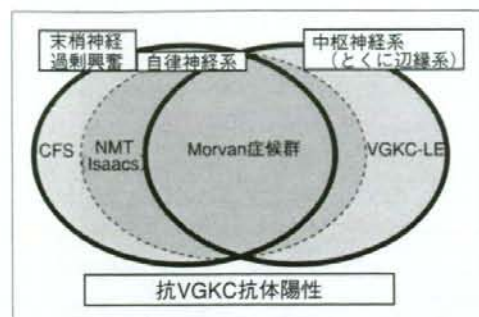 末梢神経
過剰興奮
自律神経系
中枢神経系
（とくに辺縁系）
CFS
NMT
(Isaacs)
Morvan症候群
VGKC-LE
抗VGKC抗体陽性